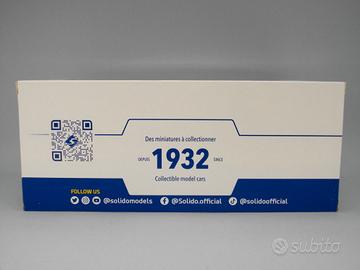 Des miniatures à collectionner
DEPUIS 1932 SINCE
Collectible model cars
FOLLOW US
@solidomodels @Solido.official @solidoofficial
subito